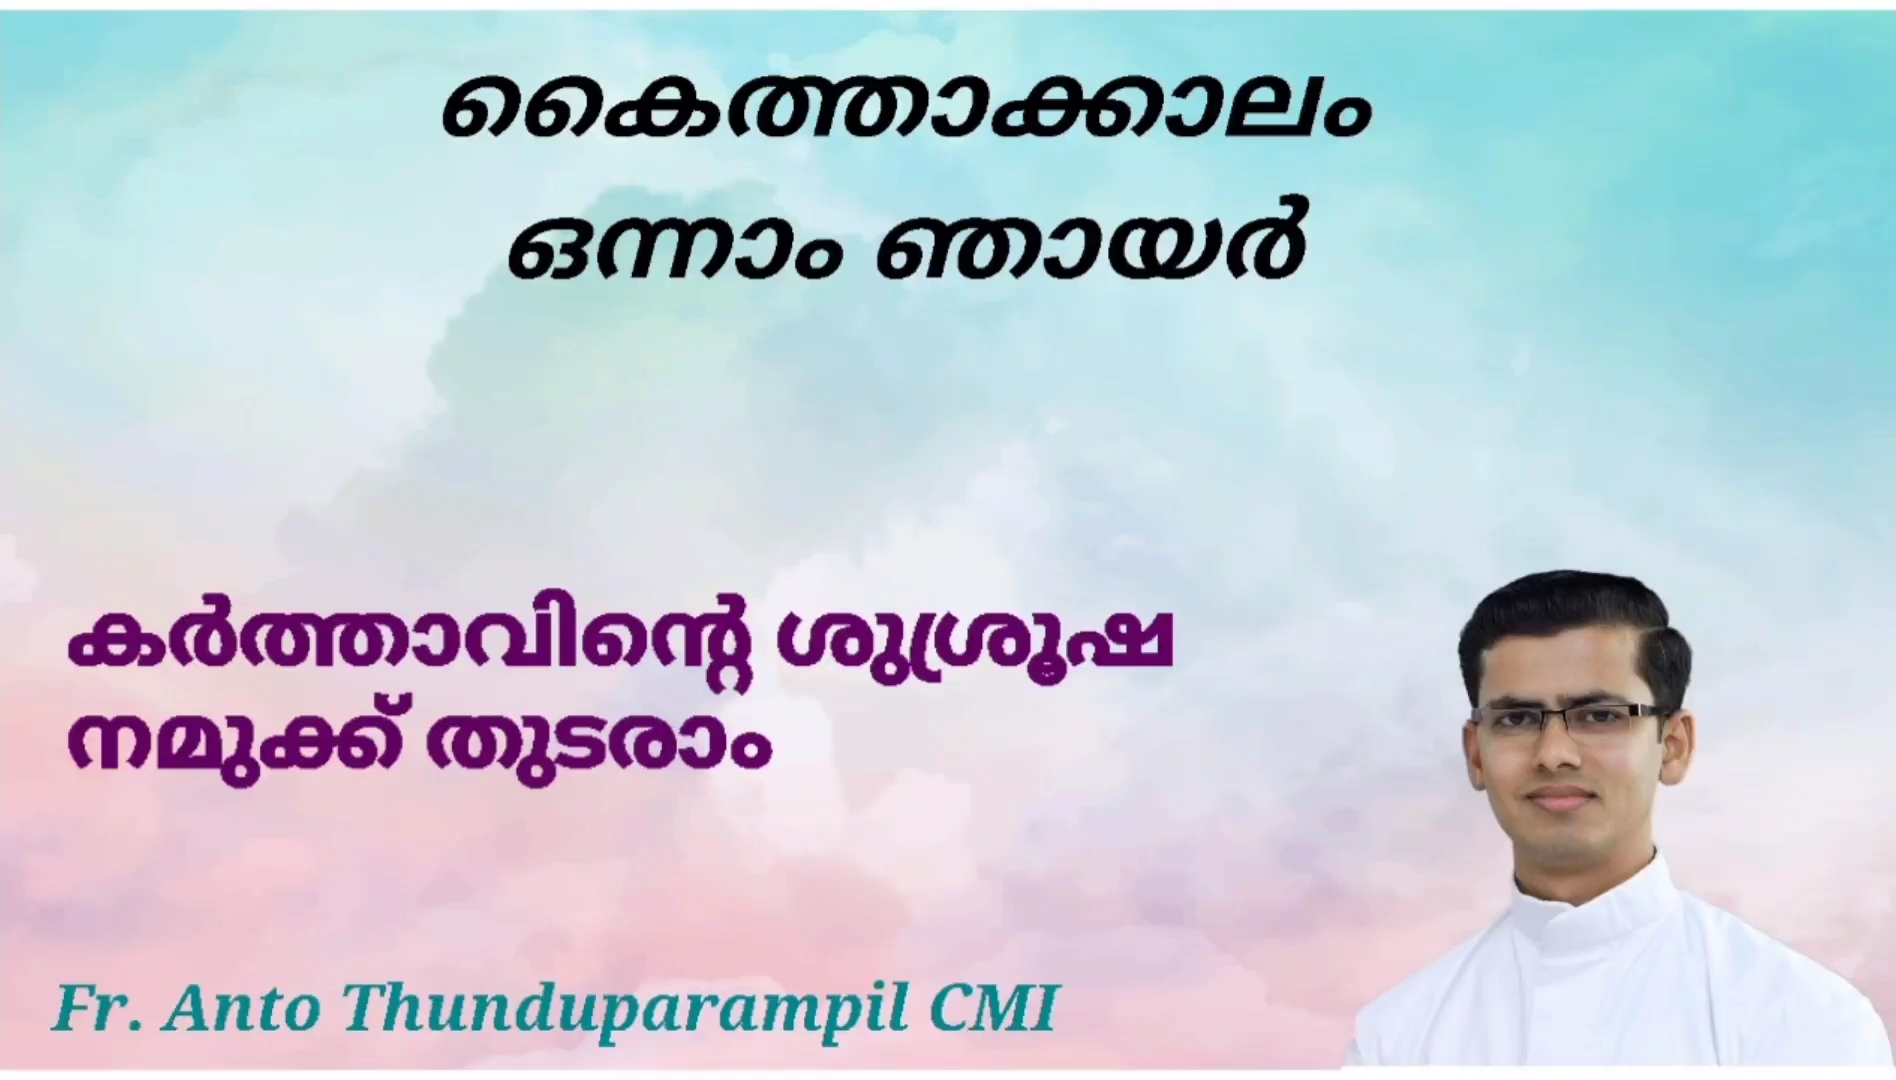 കൈത്താക്കാലം
ഒന്നാം ഞായർ
കർത്താവിന്റെ ശുശ്രൂഷ
നമുക്ക് തുടരാം
Fr. Anto Thunduparampil CMI